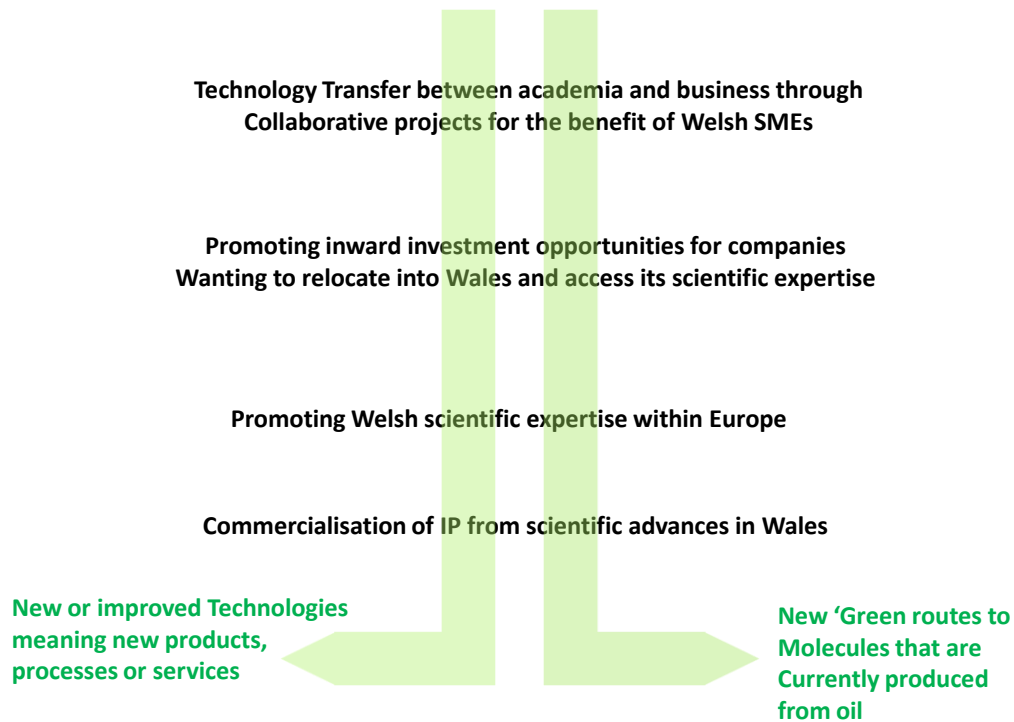 Technology Transfer between academia and business through
Collaborative projects for the benefit of Welsh SMEs
Promoting inward investment opportunities for companies
Wanting to relocate into Wales and access its scientific expertise
Promoting Welsh scientific expertise within Europe
Commercialisation of IP from scientific advances in Wales
New or improved Technologies
meaning new products,
processes or services
New ‘Green routes to
Molecules that are
Currently produced
from oil